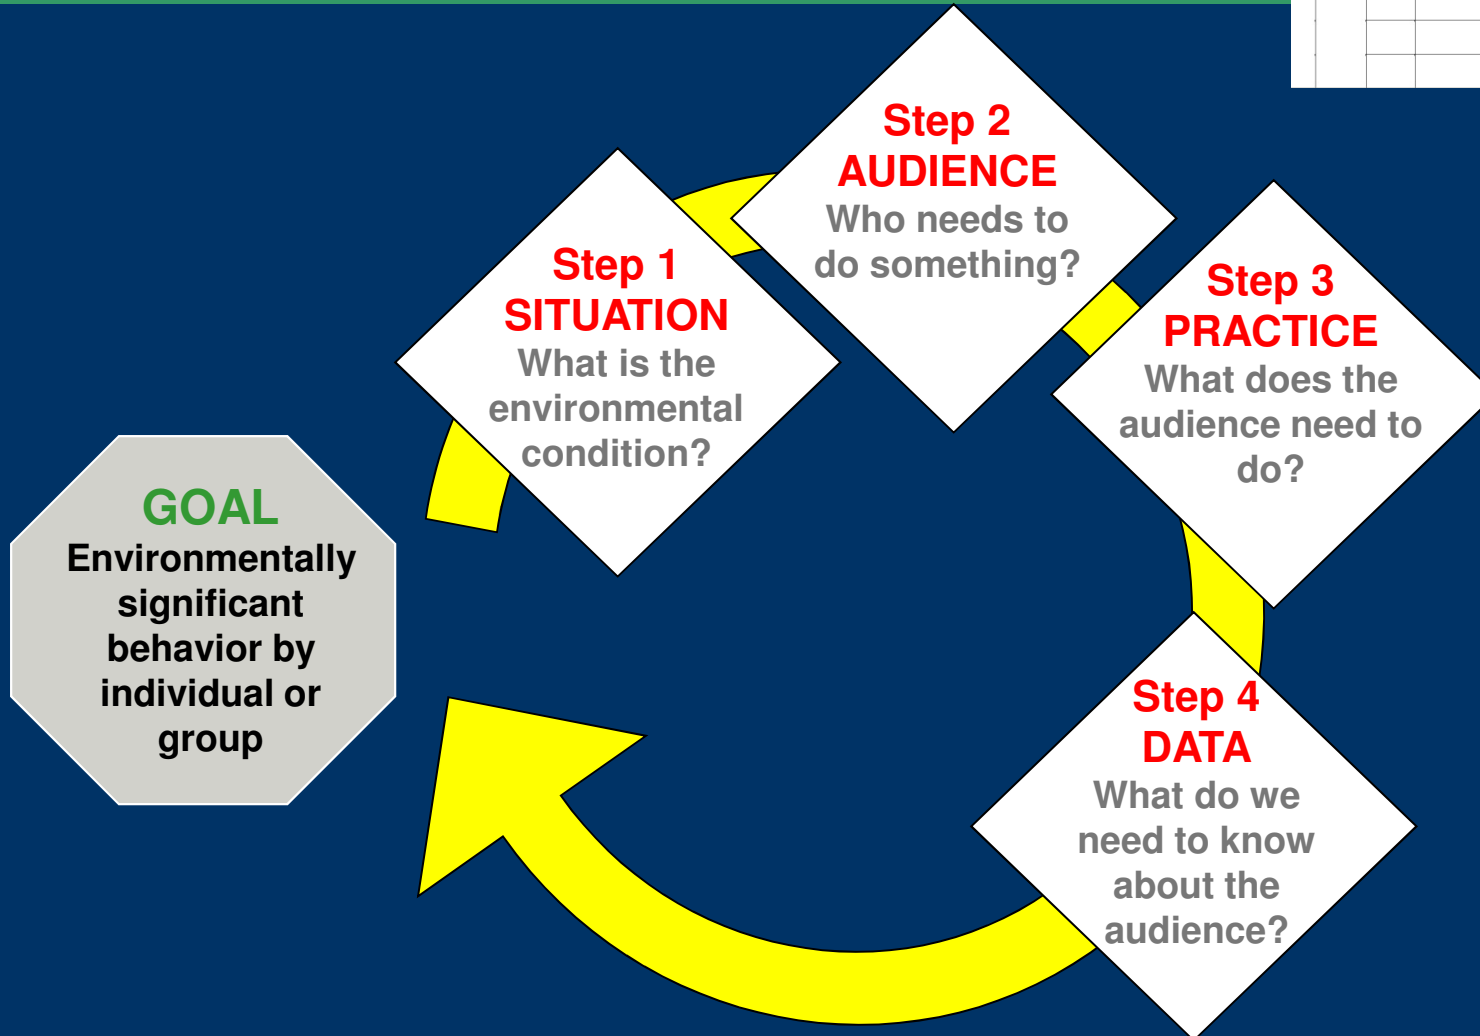 Step 1
SITUATION
What is the
environmental
condition?
Step 2
AUDIENCE
Who needs to
do something?
Step 3
PRACTICE
What does the
audience need to
do?
Step 4
DATA
What do we
need to know
about the
audience?
GOAL
Environmentally
significant
behavior by
individual or
group